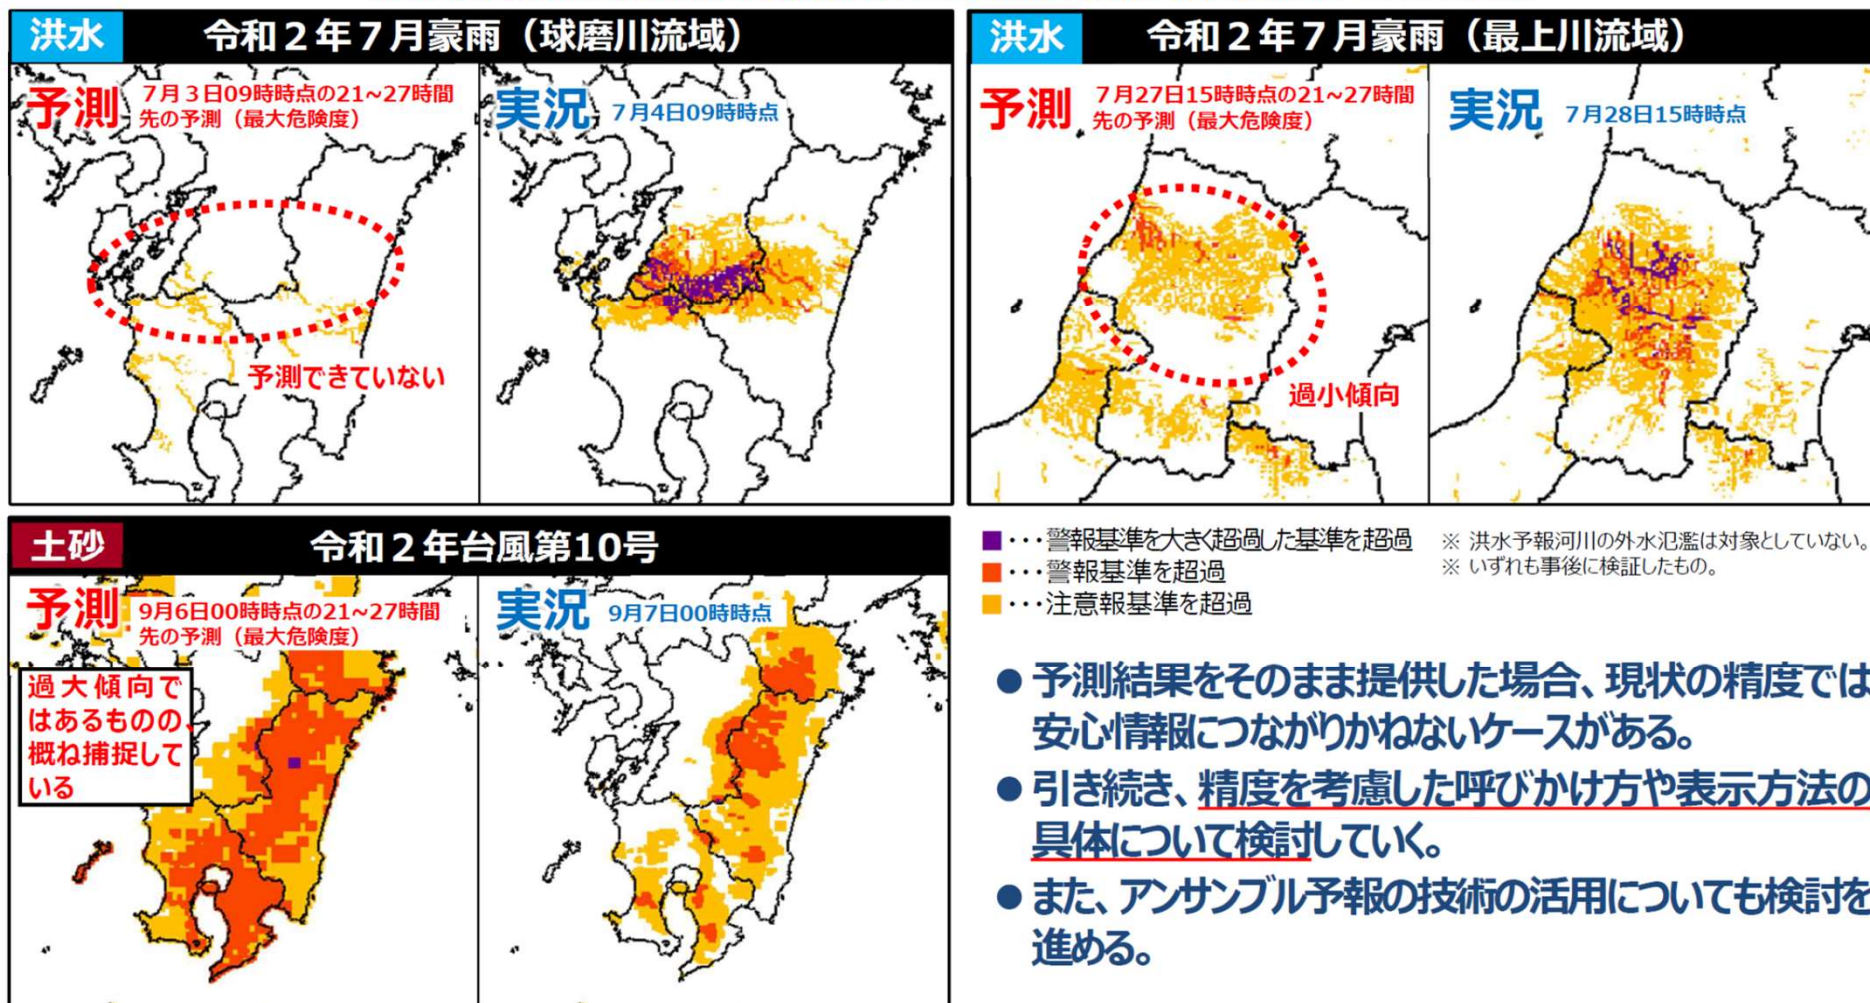 洪水 令和２年７月豪雨（球磨川流域）
予測 ７月３日09時時点の21~27時間
先の予測（最大危険度）
実況 ７月4日09時時点
予測できていない
洪水 令和２年７月豪雨（最上川流域）
予測 ７月27日15時時点の21~27時間
先の予測（最大危険度）
実況 ７月28日15時時点
過小傾向
土砂 令和２年台風第10号
予測 9月6日00時時点の21~27時間
先の予測（最大危険度）
過大傾向で
はあるものの、
概ね捕捉して
いる
実況 9月7日00時時点
■･･･警報基準を大きく超過した基準を超過
■･･･警報基準を超過
■･･･注意報基準を超過
※ 洪水予報河川の外水氾濫は対象としていない。
※ いずれも事後に検証したもの。
● 予測結果をそのまま提供した場合、現状の精度では
安心情報につながりかねないケースがある。
● 引き続き、精度を考慮した呼びかけ方や表示方法の
具体について検討していく。
● また、アンサンブル予報の技術の活用についても検討を
進める。